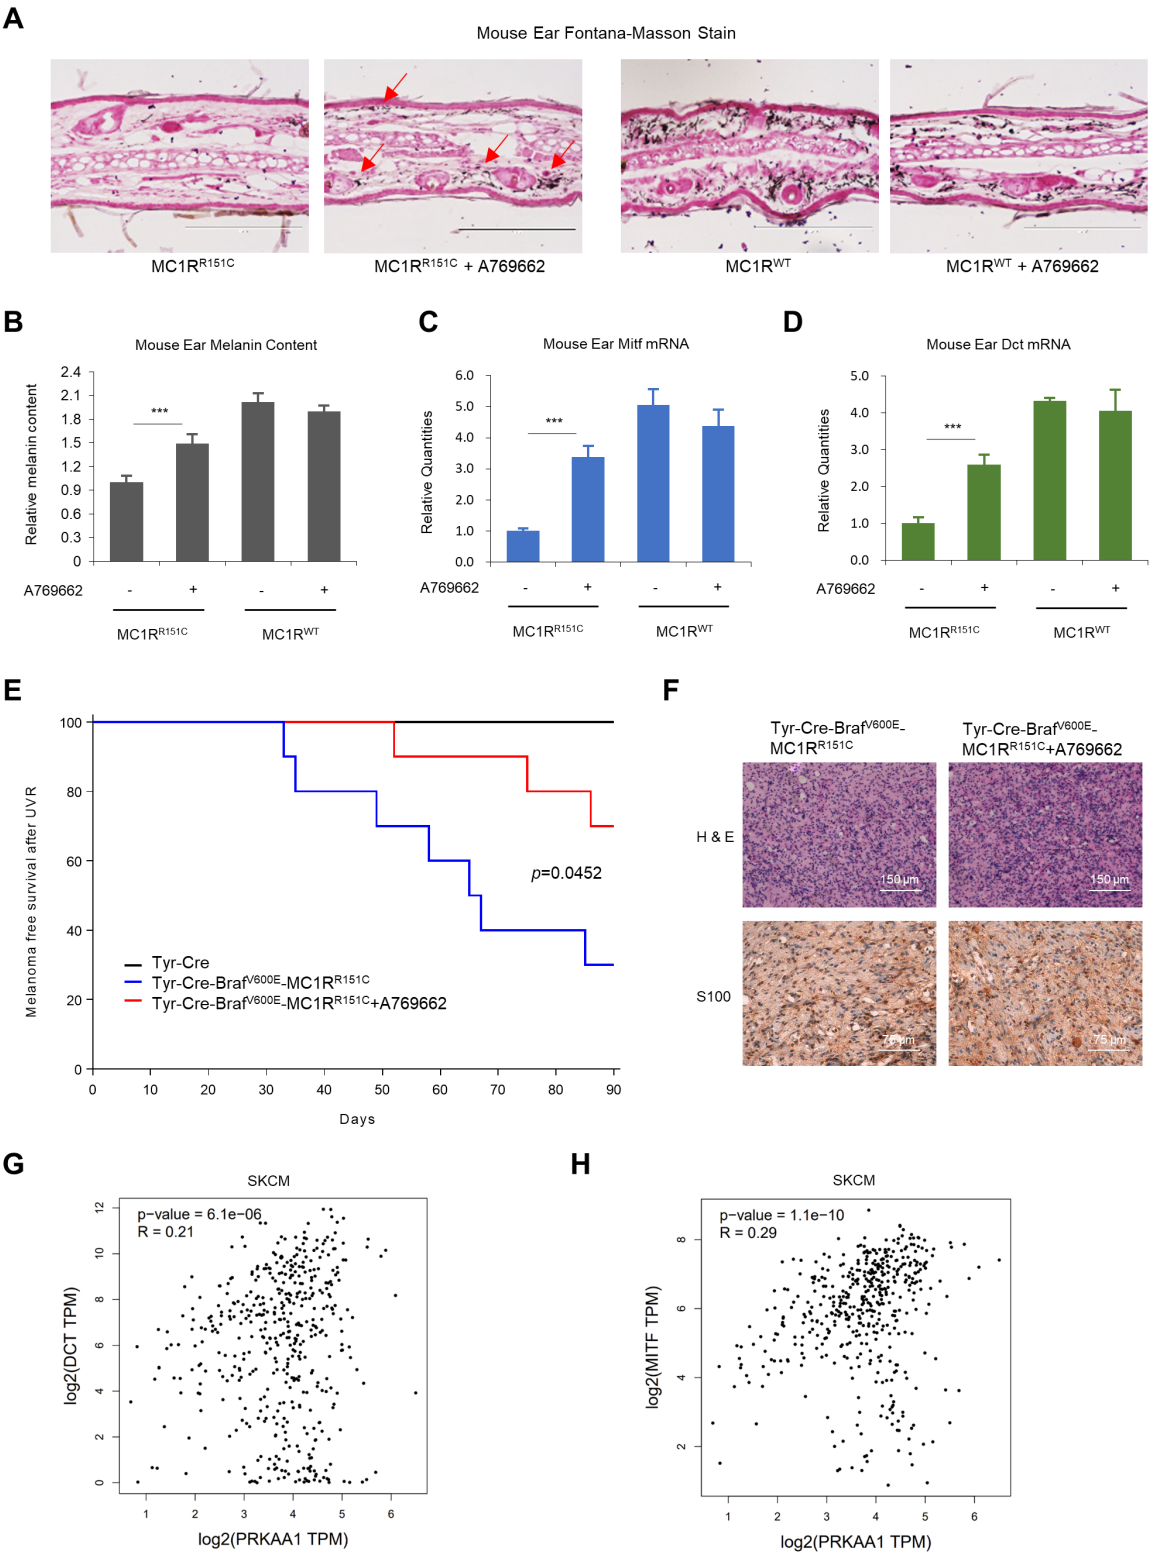 A
Mouse Ear Fontana-Masson Stain
MC1R^R151C
MC1R^R151C + A769662
MC1R^WT
MC1R^WT + A769662
B
Mouse Ear Melanin Content
Relative melanin content
2.4
2.1
1.8
1.5
1.2
0.9
0.6
0.3
0
***
A769662
- + - +
MC1R^R151C
MC1R^WT
C
Mouse Ear Mitf mRNA
Relative Quantities
6.0
5.0
4.0
3.0
2.0
1.0
0.0
***
A769662
- + - +
MC1R^R151C
MC1R^WT
D
Mouse Ear Dct mRNA
Relative Quantities
5.0
4.0
3.0
2.0
1.0
0.0
***
A769662
- + - +
MC1R^R151C
MC1R^WT
E
Melanoma free survival after UVR
100
80
60
40
20
0
p=0.0452
Tyr-Cre
Tyr-Cre-Braf^V600E-MC1R^R151C
Tyr-Cre-Braf^V600E-MC1R^R151C+A769662
0 10 20 30 40 50 60 70 80 90
Days
F
Tyr-Cre-Braf^V600E-
MC1R^R151C
Tyr-Cre-Braf^V600E-
MC1R^R151C+A769662
H & E
150 µm
150 µm
S100
75 µm
75 µm
G
SKCM
p-value = 6.1e-06
R = 0.21
log2(DCT TPM)
12
10
8
6
4
2
0
1 2 3 4 5 6
log2(PRKAA1 TPM)
H
SKCM
p-value = 1.1e-10
R = 0.29
log2(MITF TPM)
8
6
4
2
1 2 3 4 5 6
log2(PRKAA1 TPM)